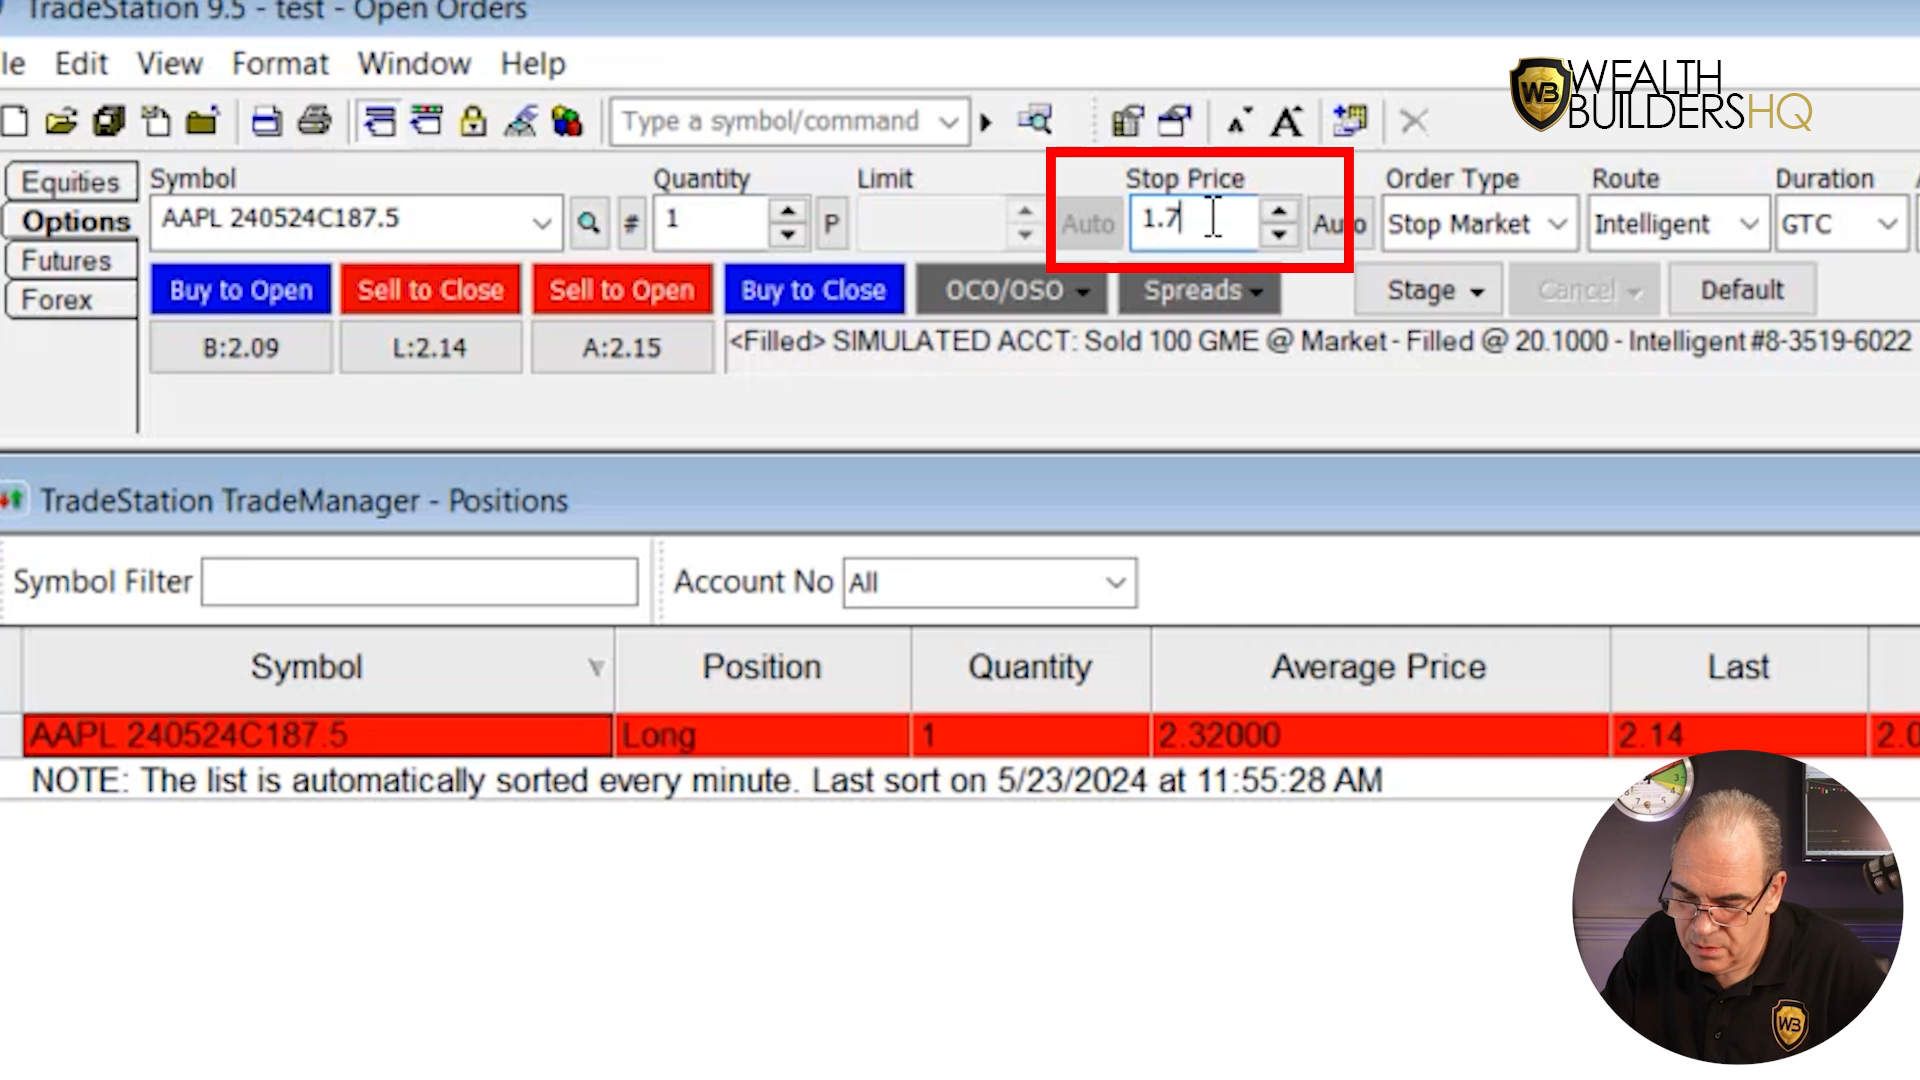 TradeStation 9.5 - test - Open Orders
le Edit View Format Window Help
WEALTH
BUILDERSHQ
WB
Type a symbol/command
Equities
Options
Futures
Forex
Symbol Quantity Limit Stop Price Order Type Route Duration
AAPL 240524C187.5 # 1 P Auto 1.7 Auto Stop Market Intelligent GTC
Buy to Open Sell to Close Sell to Open Buy to Close OCO/OSO Spreads Stage Cancel Default
B:2.09 L:2.14 A:2.15 <Filled> SIMULATED ACCT: Sold 100 GME @ Market - Filled @ 20.1000 - Intelligent #8-3519-6022
TradeStation TradeManager - Positions
Symbol Filter Account No All
Symbol Position Quantity Average Price Last
AAPL 240524C187.5 Long 1 2.32000 2.14 2.0
NOTE: The list is automatically sorted every minute. Last sort on 5/23/2024 at 11:55:28 AM
WB